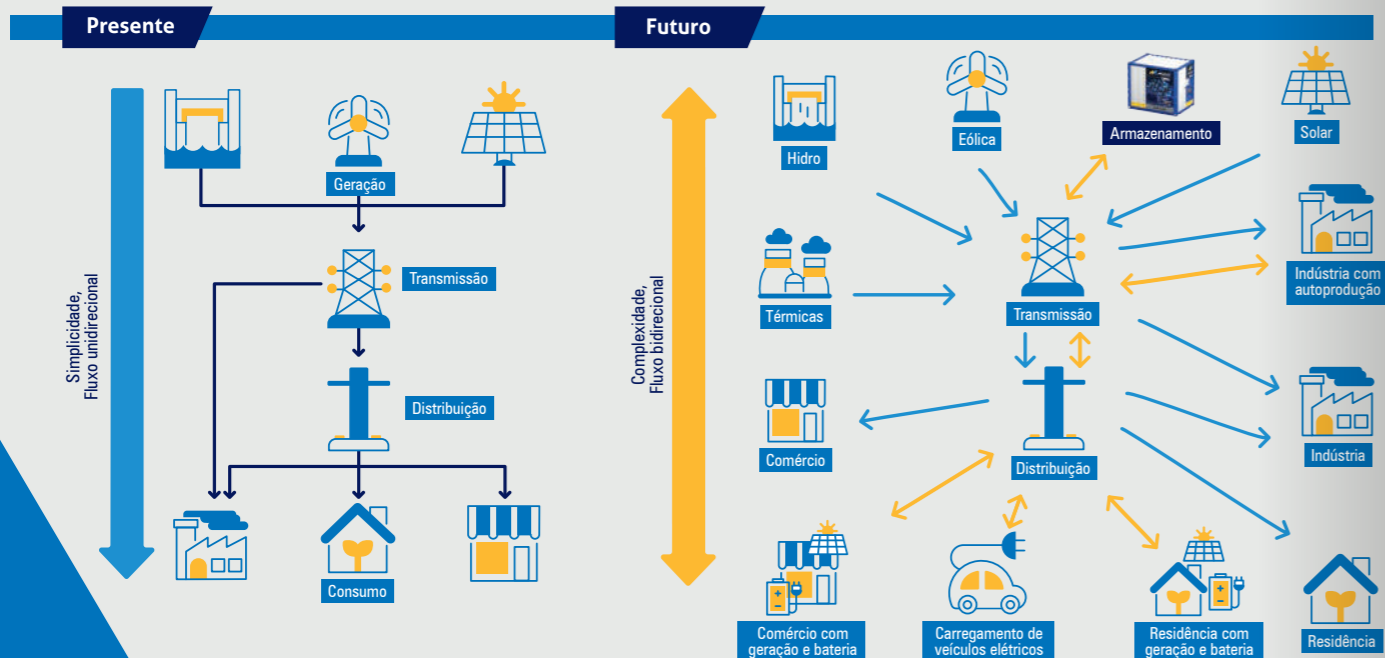 Presente
Simplicidade,
Fluxo unidirecional
Geração
Transmissão
Distribuição
Consumo
Futuro
Complexidade,
Fluxo bidirecional
Hidro
Eólica
Armazenamento
Solar
Térmicas
Transmissão
Indústria com
autoprodução
Comércio
Distribuição
Indústria
Comércio com
geração e bateria
Carregamento de
veículos elétricos
Residência com
geração e bateria
Residência